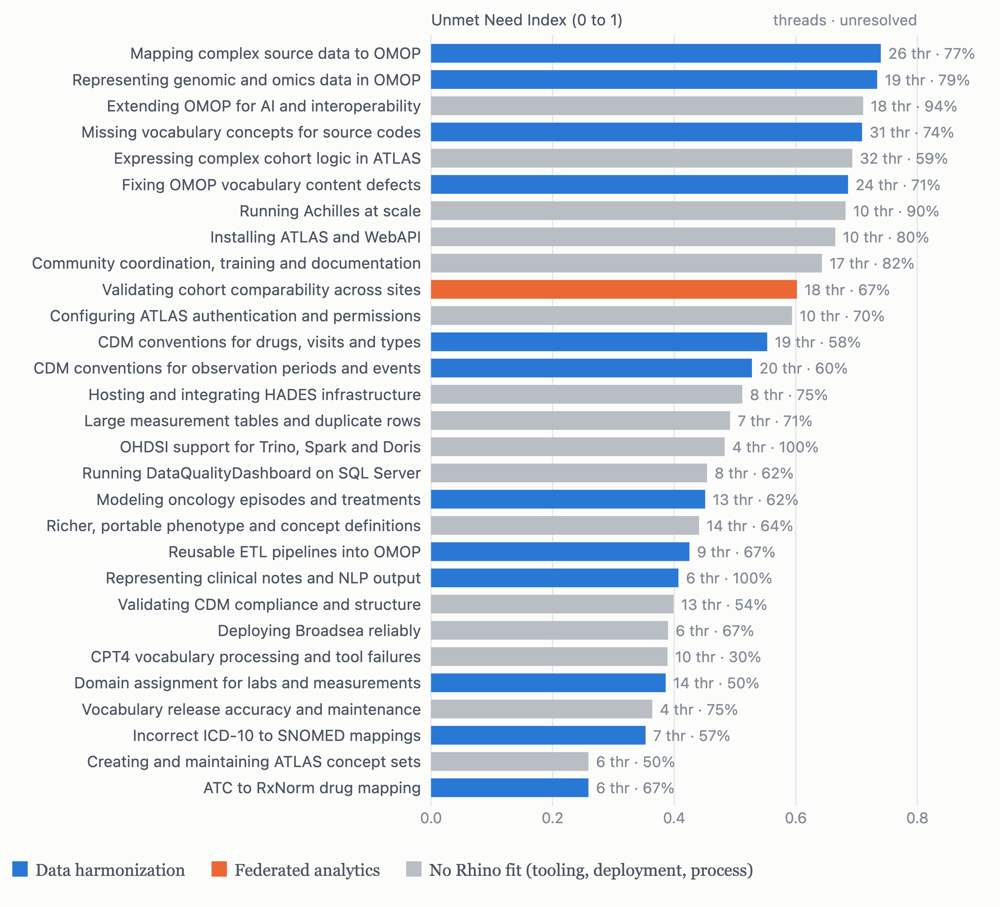 Unmet Need Index (0 to 1) threads · unresolved
Mapping complex source data to OMOP 26 thr · 77%
Representing genomic and omics data in OMOP 19 thr · 79%
Extending OMOP for AI and interoperability 18 thr · 94%
Missing vocabulary concepts for source codes 31 thr · 74%
Expressing complex cohort logic in ATLAS 32 thr · 59%
Fixing OMOP vocabulary content defects 24 thr · 71%
Running Achilles at scale 10 thr · 90%
Installing ATLAS and WebAPI 10 thr · 80%
Community coordination, training and documentation 17 thr · 82%
Validating cohort comparability across sites 18 thr · 67%
Configuring ATLAS authentication and permissions 10 thr · 70%
CDM conventions for drugs, visits and types 19 thr · 58%
CDM conventions for observation periods and events 20 thr · 60%
Hosting and integrating HADES infrastructure 8 thr · 75%
Large measurement tables and duplicate rows 7 thr · 71%
OHDSI support for Trino, Spark and Doris 4 thr · 100%
Running DataQualityDashboard on SQL Server 8 thr · 62%
Modeling oncology episodes and treatments 13 thr · 62%
Richer, portable phenotype and concept definitions 14 thr · 64%
Reusable ETL pipelines into OMOP 9 thr · 67%
Representing clinical notes and NLP output 6 thr · 100%
Validating CDM compliance and structure 13 thr · 54%
Deploying Broadsea reliably 6 thr · 67%
CPT4 vocabulary processing and tool failures 10 thr · 30%
Domain assignment for labs and measurements 14 thr · 50%
Vocabulary release accuracy and maintenance 4 thr · 75%
Incorrect ICD-10 to SNOMED mappings 7 thr · 57%
Creating and maintaining ATLAS concept sets 6 thr · 50%
ATC to RxNorm drug mapping 6 thr · 67%
0.0 0.2 0.4 0.6 0.8
Data harmonization Federated analytics No Rhino fit (tooling, deployment, process)